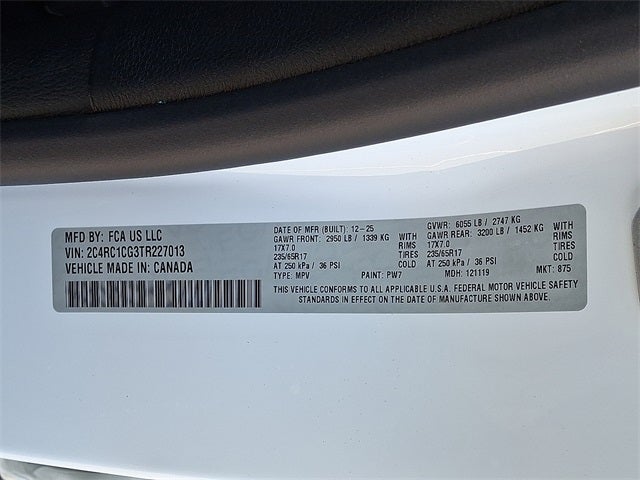 MFD BY: FCA US LLC
VIN: 2C4RC1CG3TR227013
VEHICLE MADE IN: CANADA
DATE OF MFR (BUILT): 12-25
GAWR FRONT: 2950 LB / 1339 KG WITH
17X7.0 RIMS
235/65R17 TIRES
AT 250 kPa / 36 PSI COLD
TYPE: MPV PAINT: PW7
GVWR: 6055 LB / 2747 KG
GAWR REAR: 3200 LB / 1452 KG WITH
17X7.0 RIMS
235/65R17 TIRES
AT 250 kPa / 36 PSI COLD
MDH: 121119 MKT: 875
THIS VEHICLE CONFORMS TO ALL APPLICABLE U.S.A. FEDERAL MOTOR VEHICLE SAFETY
STANDARDS IN EFFECT ON THE DATE OF MANUFACTURE SHOWN ABOVE.